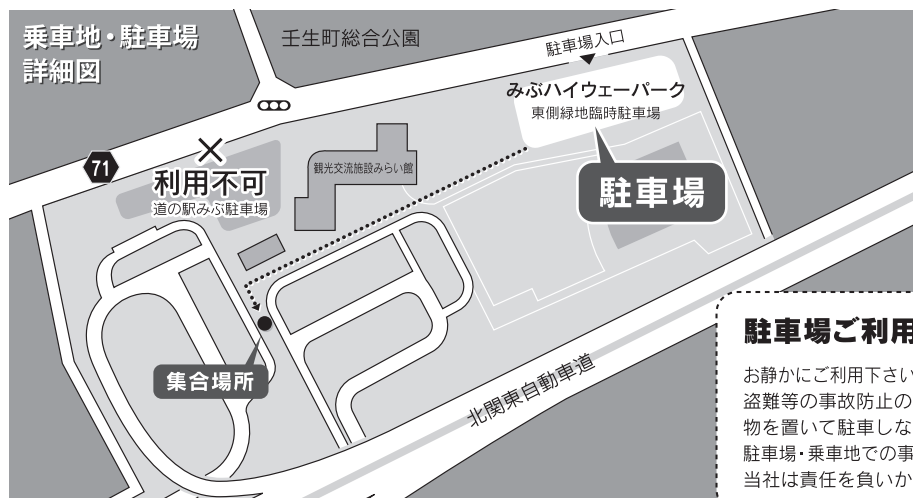 乗車地・駐車場
詳細図
壬生町総合公園
駐車場入口
みぶハイウェーパーク
東側緑地臨時駐車場
駐車場
71
利用不可
道の駅みぶ駐車場
観光交流施設みらい館
集合場所
北関東自動車道
駐車場ご利用
お静かにご利用下さい
盗難等の事故防止の
物を置いて駐車しな
駐車場・乗車地での事
当社は責任を負いか